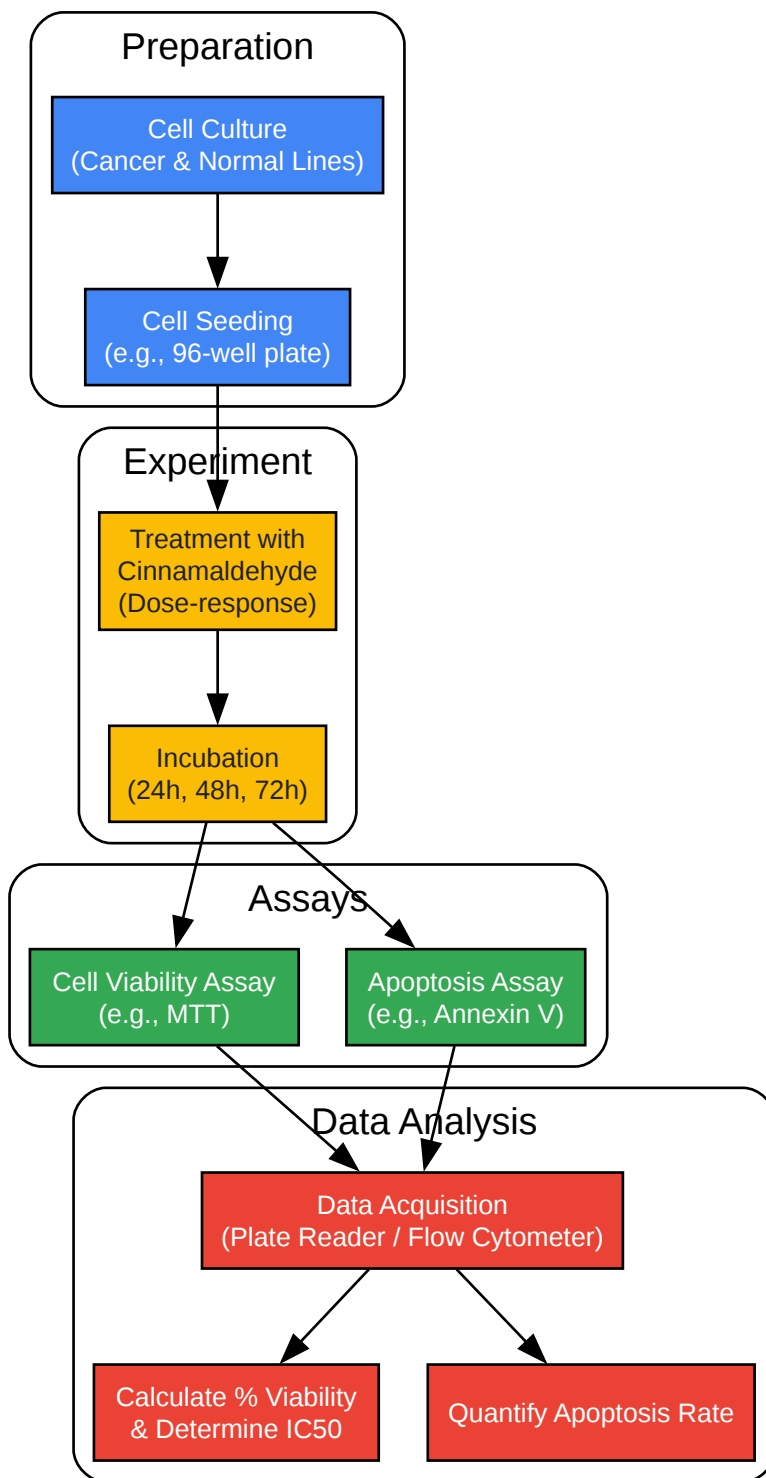 Preparation
Cell Culture
(Cancer & Normal Lines)
Cell Seeding
(e.g., 96-well plate)
Experiment
Treatment with
Cinnamaldehyde
(Dose-response)
Incubation
(24h, 48h, 72h)
Assays
Cell Viability Assay
(e.g., MTT)
Apoptosis Assay
(e.g., Annexin V)
Data Analysis
Data Acquisition
(Plate Reader / Flow Cytometer)
Calculate % Viability
& Determine IC50
Quantify Apoptosis Rate